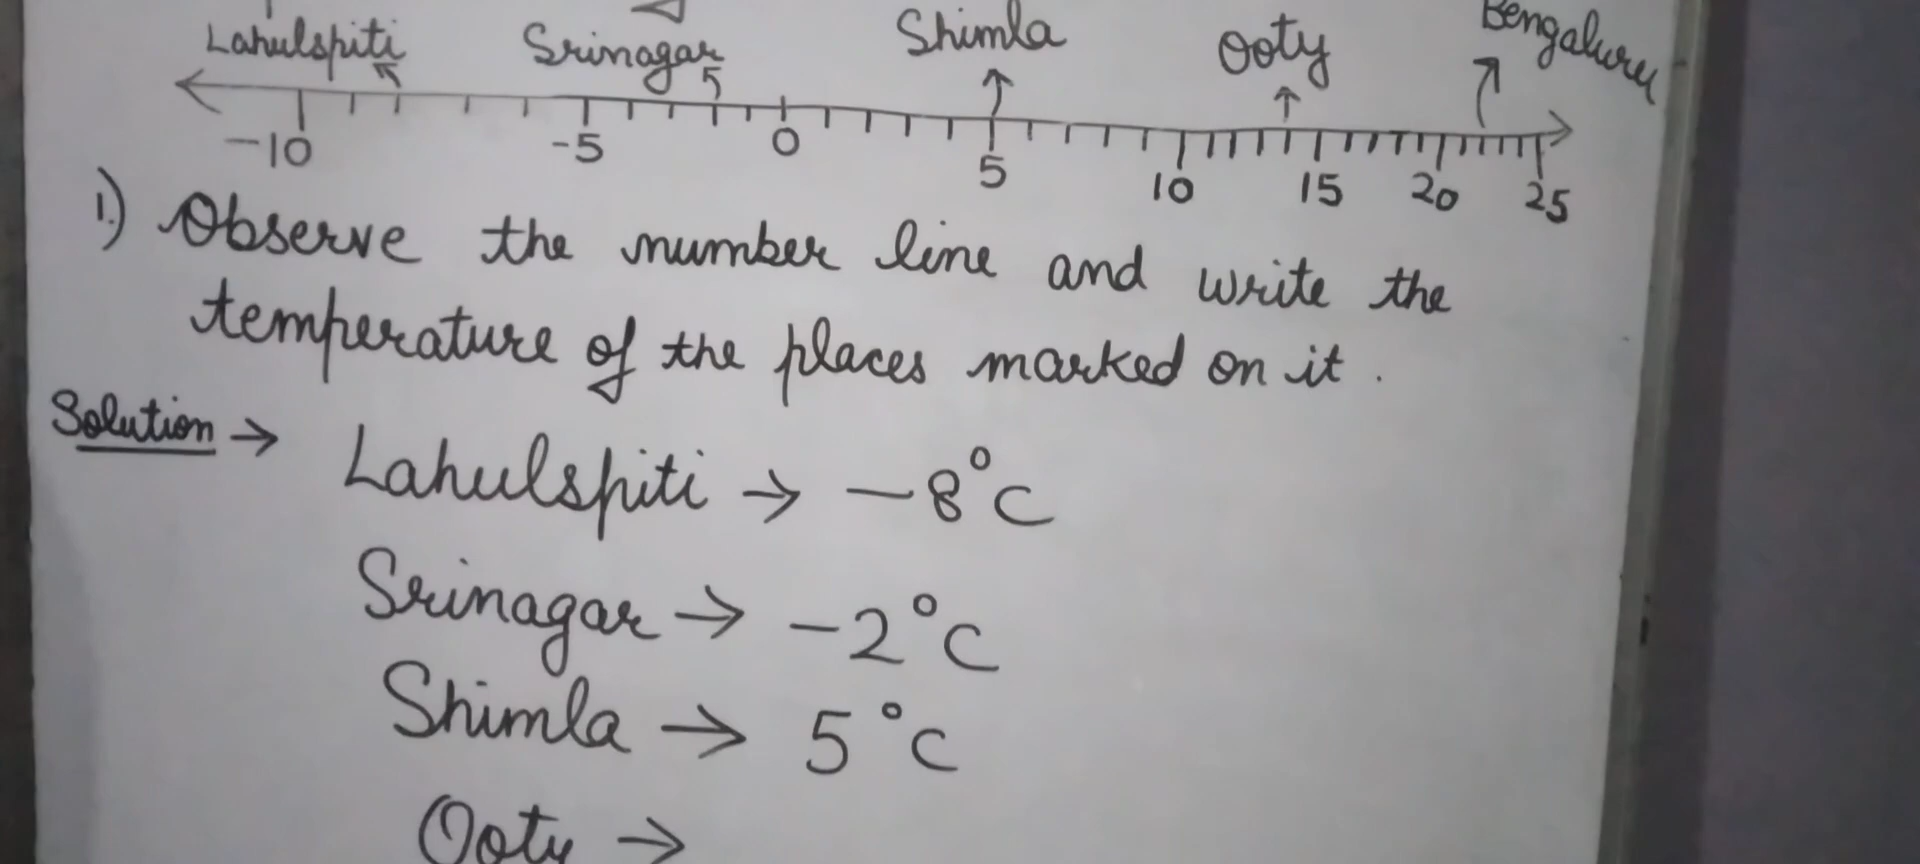 Lahulspiti Srinagar Shimla Ooty Bengaluru
-10 -5 0 5 10 15 20 25
1.) Observe the number line and write the
temperature of the places marked on it.
Solution → Lahulspiti → -8°C
Srinagar → -2°C
Shimla → 5°C
Ooty →